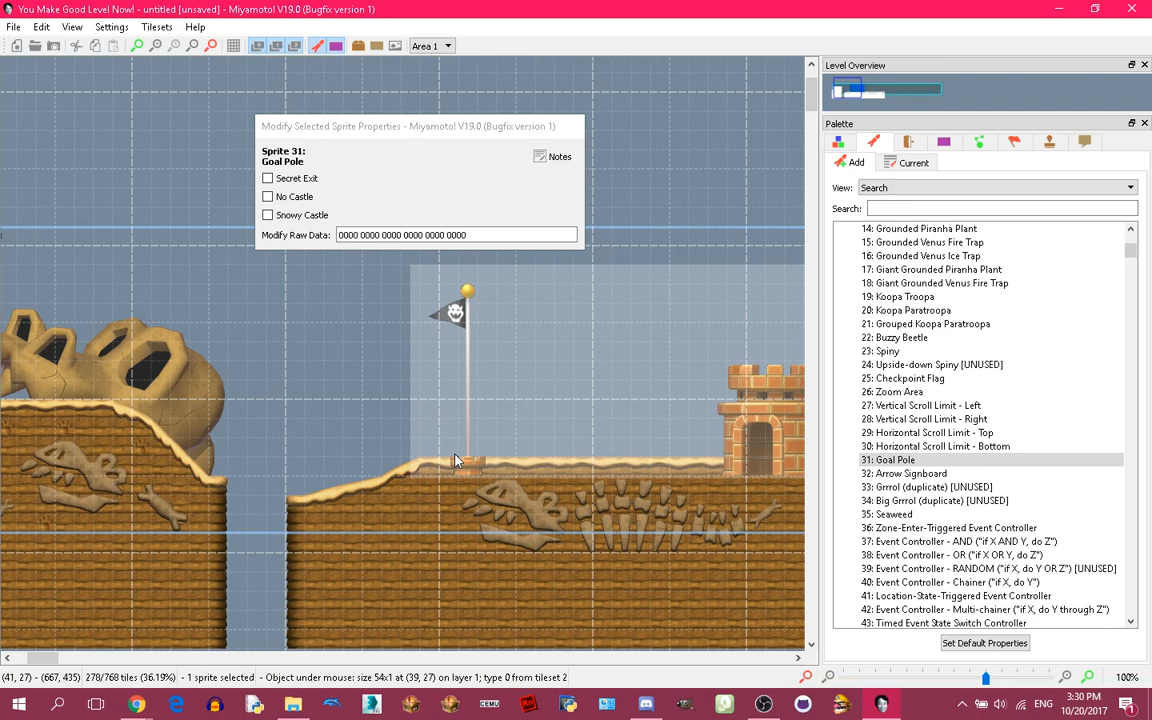 You Make Good Level Now! - untitled [unsaved] - Miyamoto! V19.0 (Bugfix version 1)
File Edit View Settings Tilesets Help
Area 1
Level Overview
Palette
Add Current
View: Search
Search:
14: Grounded Piranha Plant
15: Grounded Venus Fire Trap
16: Grounded Venus Ice Trap
17: Giant Grounded Piranha Plant
18: Giant Grounded Venus Fire Trap
19: Koopa Troopa
20: Koopa Paratroopa
21: Grouped Koopa Paratroopa
22: Buzzy Beetle
23: Spiny
24: Upside-down Spiny [UNUSED]
25: Checkpoint Flag
26: Zoom Area
27: Vertical Scroll Limit - Left
28: Vertical Scroll Limit - Right
29: Horizontal Scroll Limit - Top
30: Horizontal Scroll Limit - Bottom
31: Goal Pole
32: Arrow Signboard
33: Grrrol (duplicate) [UNUSED]
34: Big Grrrol (duplicate) [UNUSED]
35: Seaweed
36: Zone-Enter-Triggered Event Controller
37: Event Controller - AND ("if X AND Y, do Z")
38: Event Controller - OR ("if X OR Y, do Z")
39: Event Controller - RANDOM ("if X, do Y OR Z") [UNUSED]
40: Event Controller - Chainer ("if X, do Y")
41: Location-State-Triggered Event Controller
42: Event Controller - Multi-chainer ("if X, do Y through Z")
43: Timed Event State Switch Controller
Set Default Properties
Modify Selected Sprite Properties - Miyamoto! V19.0 (Bugfix version 1)
Sprite 31:
Goal Pole
Notes
Secret Exit
No Castle
Snowy Castle
Modify Raw Data: 0000 0000 0000 0000 0000 0000
(41, 27) - (667, 435) 278/768 tiles (36.19%) - 1 sprite selected - Object under mouse: size 54x1 at (39, 27) on layer 1; type 0 from tileset 2
100%
CEMU
ENG
3:30 PM
10/20/2017
1